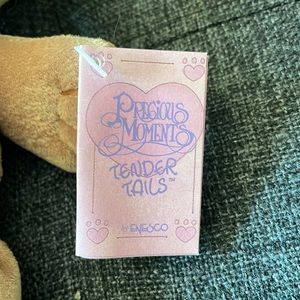 PRECIOUS
MOMENTS
TENDER
TAILS™
by ENESCO